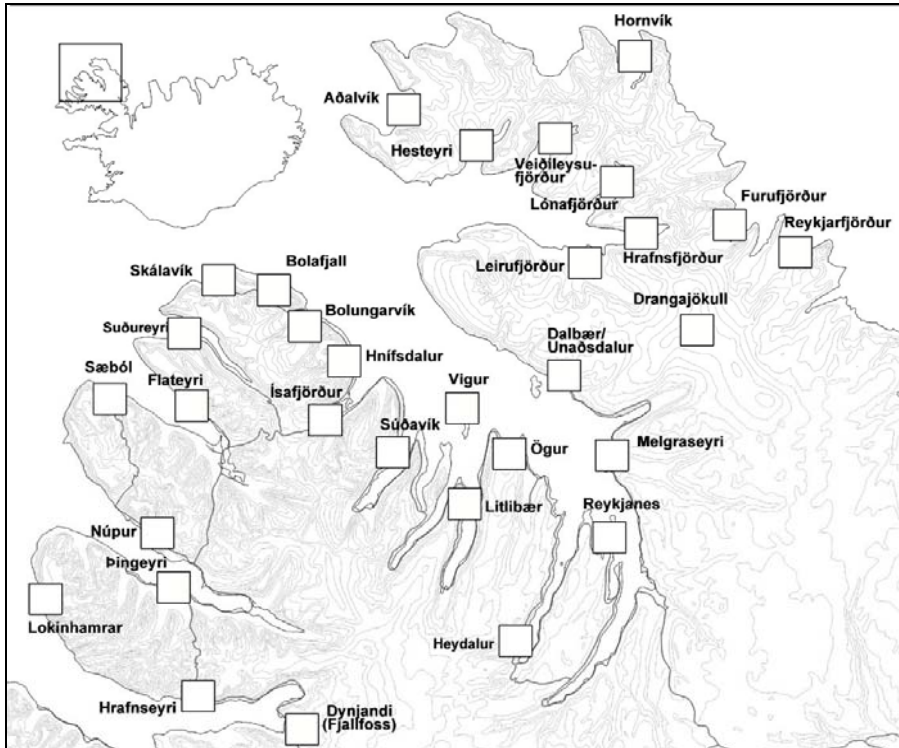 Hornvík
Aðalvík
Hesteyri
Veiðileysu-
fjörður
Lónafjörður
Furufjörður
Reykjarfjörður
Hrafnsfjörður
Leirufjörður
Drangajökull
Skálavík
Bolafjall
Bolungarvík
Suðureyri
Hnífsdalur
Dalbær/
Unaðsdalur
Sæból
Flateyri
Ísafjörður
Vigur
Súðavík
Ögur
Melgraseyri
Litlibær
Reykjanes
Núpur
Þingeyri
Lokinhamrar
Heydalur
Hrafnseyri
Dynjandi
(Fjallfoss)